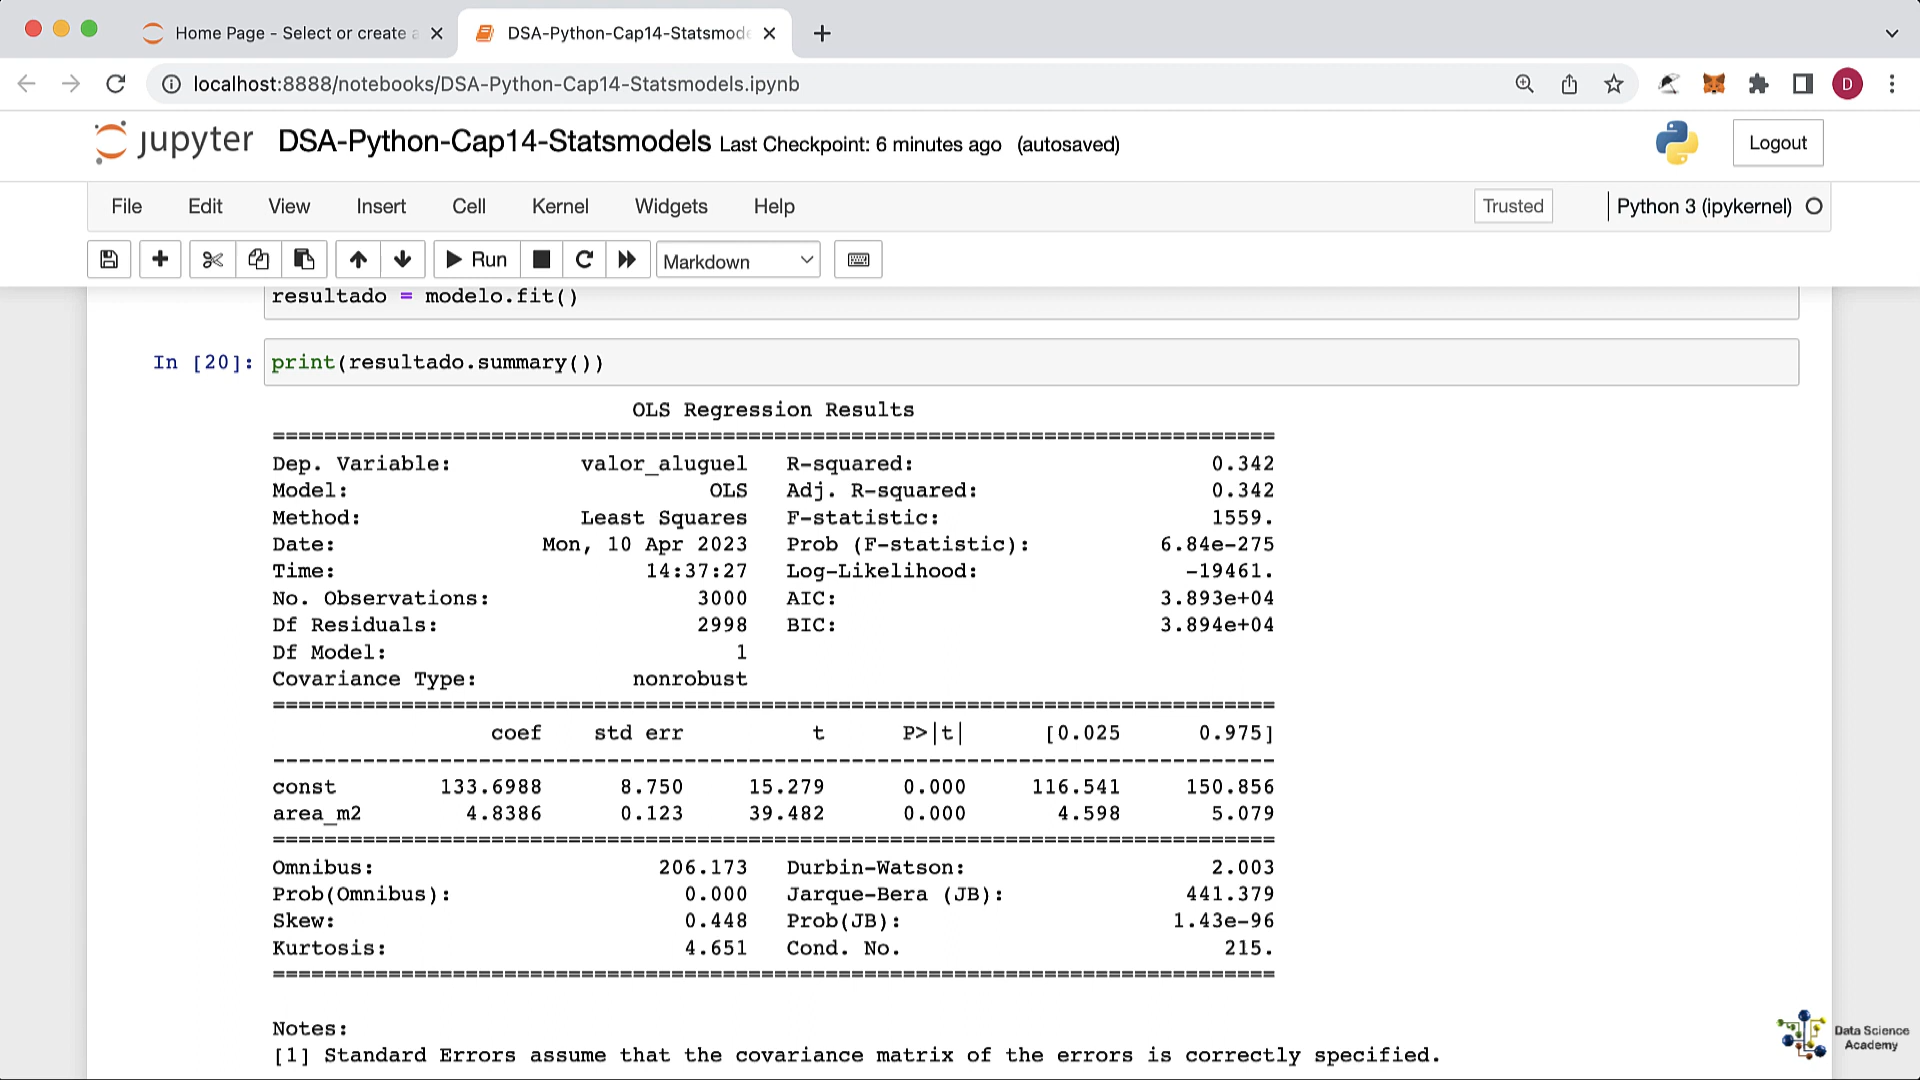 Home Page - Select or create a
DSA-Python-Cap14-Statsmode
localhost:8888/notebooks/DSA-Python-Cap14-Statsmodels.ipynb
D
jupyter DSA-Python-Cap14-Statsmodels Last Checkpoint: 6 minutes ago (autosaved)
Logout
File Edit View Insert Cell Kernel Widgets Help
Trusted
Python 3 (ipykernel)
Run
Markdown
resultado = modelo.fit()
In [20]: print(resultado.summary())
OLS Regression Results
==============================================================================
Dep. Variable: valor_aluguel R-squared: 0.342
Model: OLS Adj. R-squared: 0.342
Method: Least Squares F-statistic: 1559.
Date: Mon, 10 Apr 2023 Prob (F-statistic): 6.84e-275
Time: 14:37:27 Log-Likelihood: -19461.
No. Observations: 3000 AIC: 3.893e+04
Df Residuals: 2998 BIC: 3.894e+04
Df Model: 1
Covariance Type: nonrobust
==============================================================================
coef std err t P>|t| [0.025 0.975]
------------------------------------------------------------------------------
const 133.6988 8.750 15.279 0.000 116.541 150.856
area_m2 4.8386 0.123 39.482 0.000 4.598 5.079
==============================================================================
Omnibus: 206.173 Durbin-Watson: 2.003
Prob(Omnibus): 0.000 Jarque-Bera (JB): 441.379
Skew: 0.448 Prob(JB): 1.43e-96
Kurtosis: 4.651 Cond. No. 215.
==============================================================================
Notes:
[1] Standard Errors assume that the covariance matrix of the errors is correctly specified.
Data Science
Academy